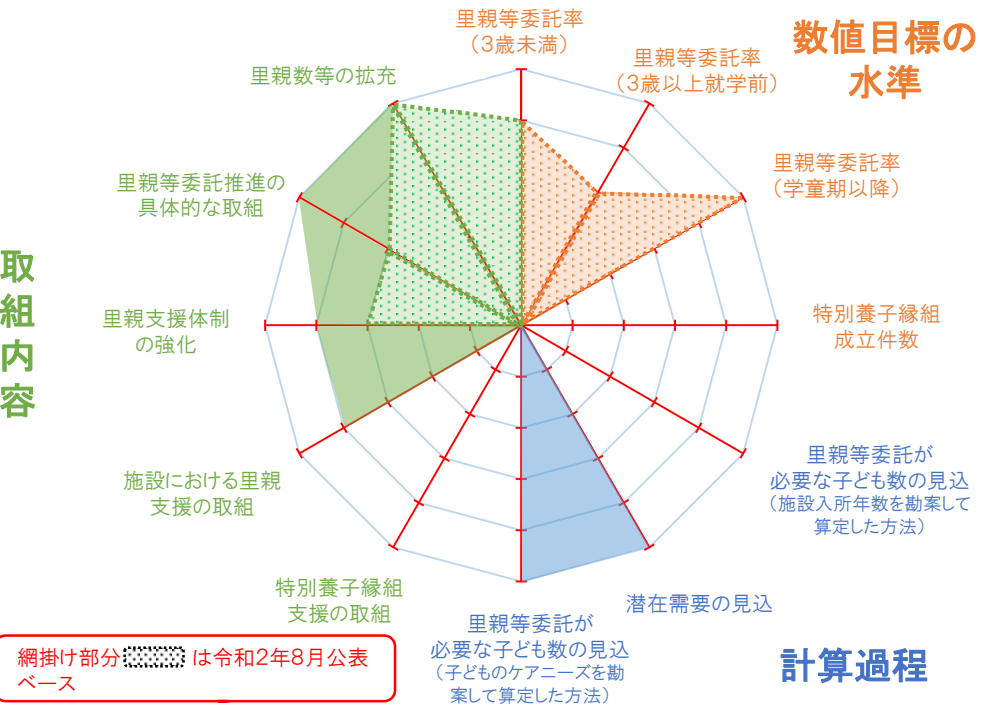 里親等委託率
（3歳未満）
数値目標の
水準
里親等委託率
（3歳以上就学前）
里親数等の拡充
里親等委託率
（学童期以降）
里親等委託推進の
具体的な取組
取
組
内
容
里親支援体制
の強化
特別養子縁組
成立件数
施設における里親
支援の取組
里親等委託が
必要な子ども数の見込
（施設入所年数を勘案して
算定した方法）
特別養子縁組
支援の取組
潜在需要の見込
里親等委託が
必要な子ども数の見込
（子どものケアニーズを勘
案して算定した方法）
計算過程
網掛け部分 は令和2年8月公表
ベース